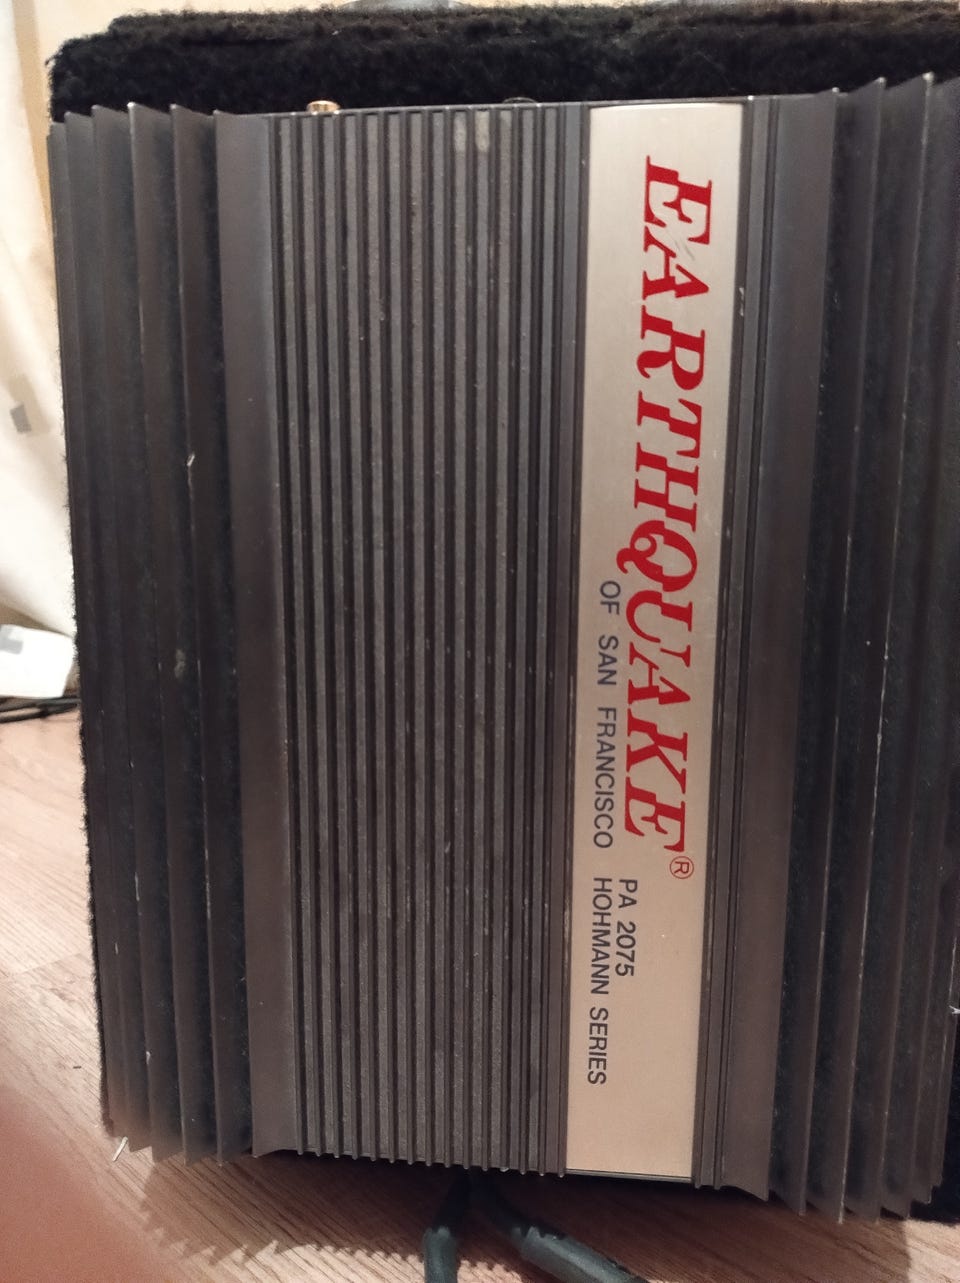 EARTHQUAKE®
OF SAN FRANCISCO
PA 2075
HOHMANN SERIES